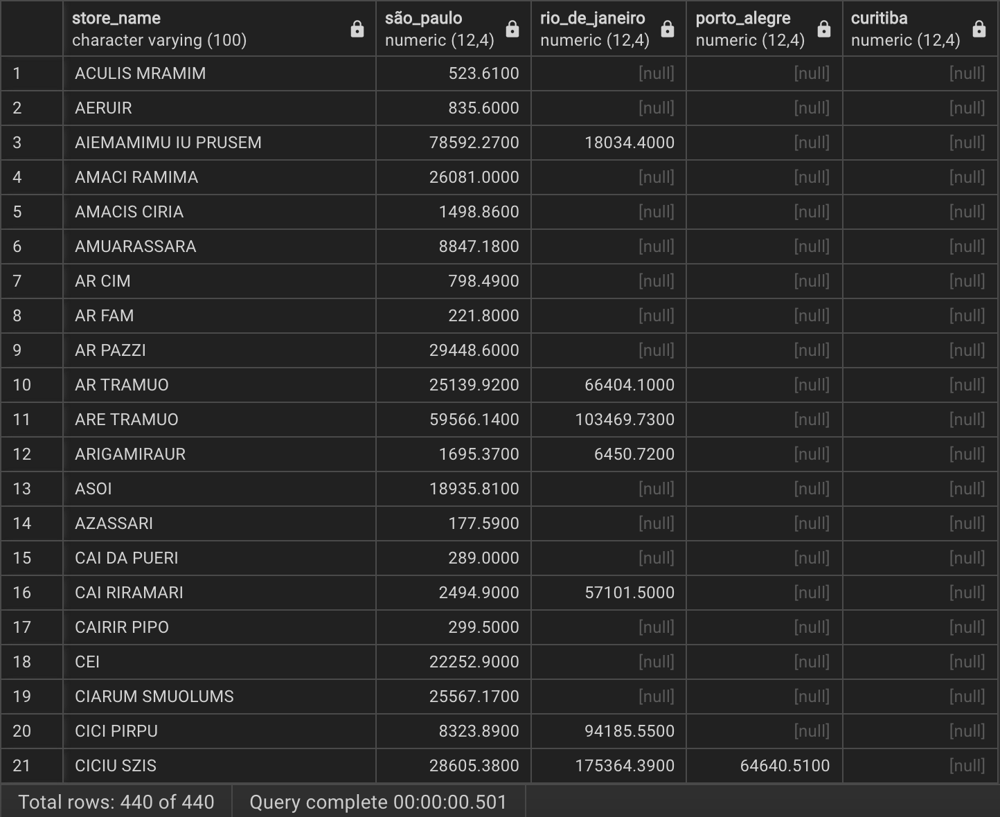 store_name são_paulo rio_de_janeiro porto_alegre curitiba
character varying (100) numeric (12,4) numeric (12,4) numeric (12,4) numeric (12,4)
1 ACULIS MRAMIM 523.6100 [null] [null] [null]
2 AERUIR 835.6000 [null] [null] [null]
3 AIEMAMIMU IU PRUSEM 78592.2700 18034.4000 [null] [null]
4 AMACI RAMIMA 26081.0000 [null] [null] [null]
5 AMACIS CIRIA 1498.8600 [null] [null] [null]
6 AMUARASSARA 8847.1800 [null] [null] [null]
7 AR CIM 798.4900 [null] [null] [null]
8 AR FAM 221.8000 [null] [null] [null]
9 AR PAZZI 29448.6000 [null] [null] [null]
10 AR TRAMUO 25139.9200 66404.1000 [null] [null]
11 ARE TRAMUO 59566.1400 103469.7300 [null] [null]
12 ARIGAMIRAUR 1695.3700 6450.7200 [null] [null]
13 ASOI 18935.8100 [null] [null] [null]
14 AZASSARI 177.5900 [null] [null] [null]
15 CAI DA PUERI 289.0000 [null] [null] [null]
16 CAI RIRAMARI 2494.9000 57101.5000 [null] [null]
17 CAIRIR PIPO 299.5000 [null] [null] [null]
18 CEI 22252.9000 [null] [null] [null]
19 CIARUM SMUOLUMS 25567.1700 [null] [null] [null]
20 CICI PIRPU 8323.8900 94185.5500 [null] [null]
21 CICIU SZIS 28605.3800 175364.3900 64640.5100 [null]
Total rows: 440 of 440 Query complete 00:00:00.501